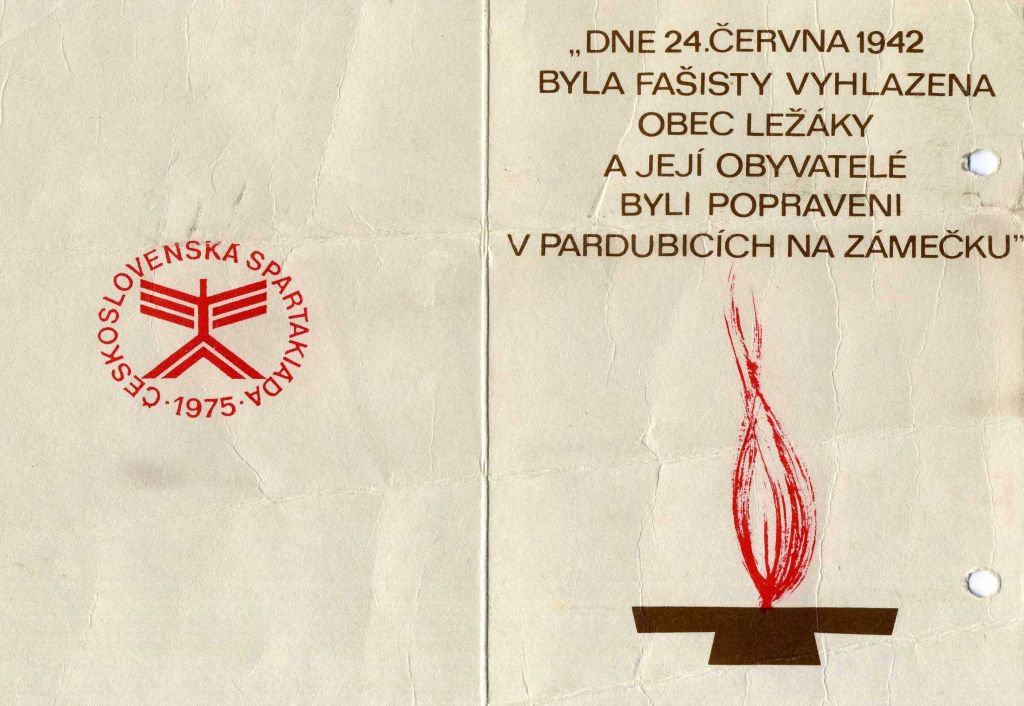 ČESKOSLOVENSKÁ SPARTAKIÁDA · 1975 ·
„DNE 24.ČERVNA 1942
BYLA FAŠISTY VYHLAZENA
OBEC LEŽÁKY
A JEJÍ OBYVATELÉ
BYLI POPRAVENI
V PARDUBICÍCH NA ZÁMEČKU”